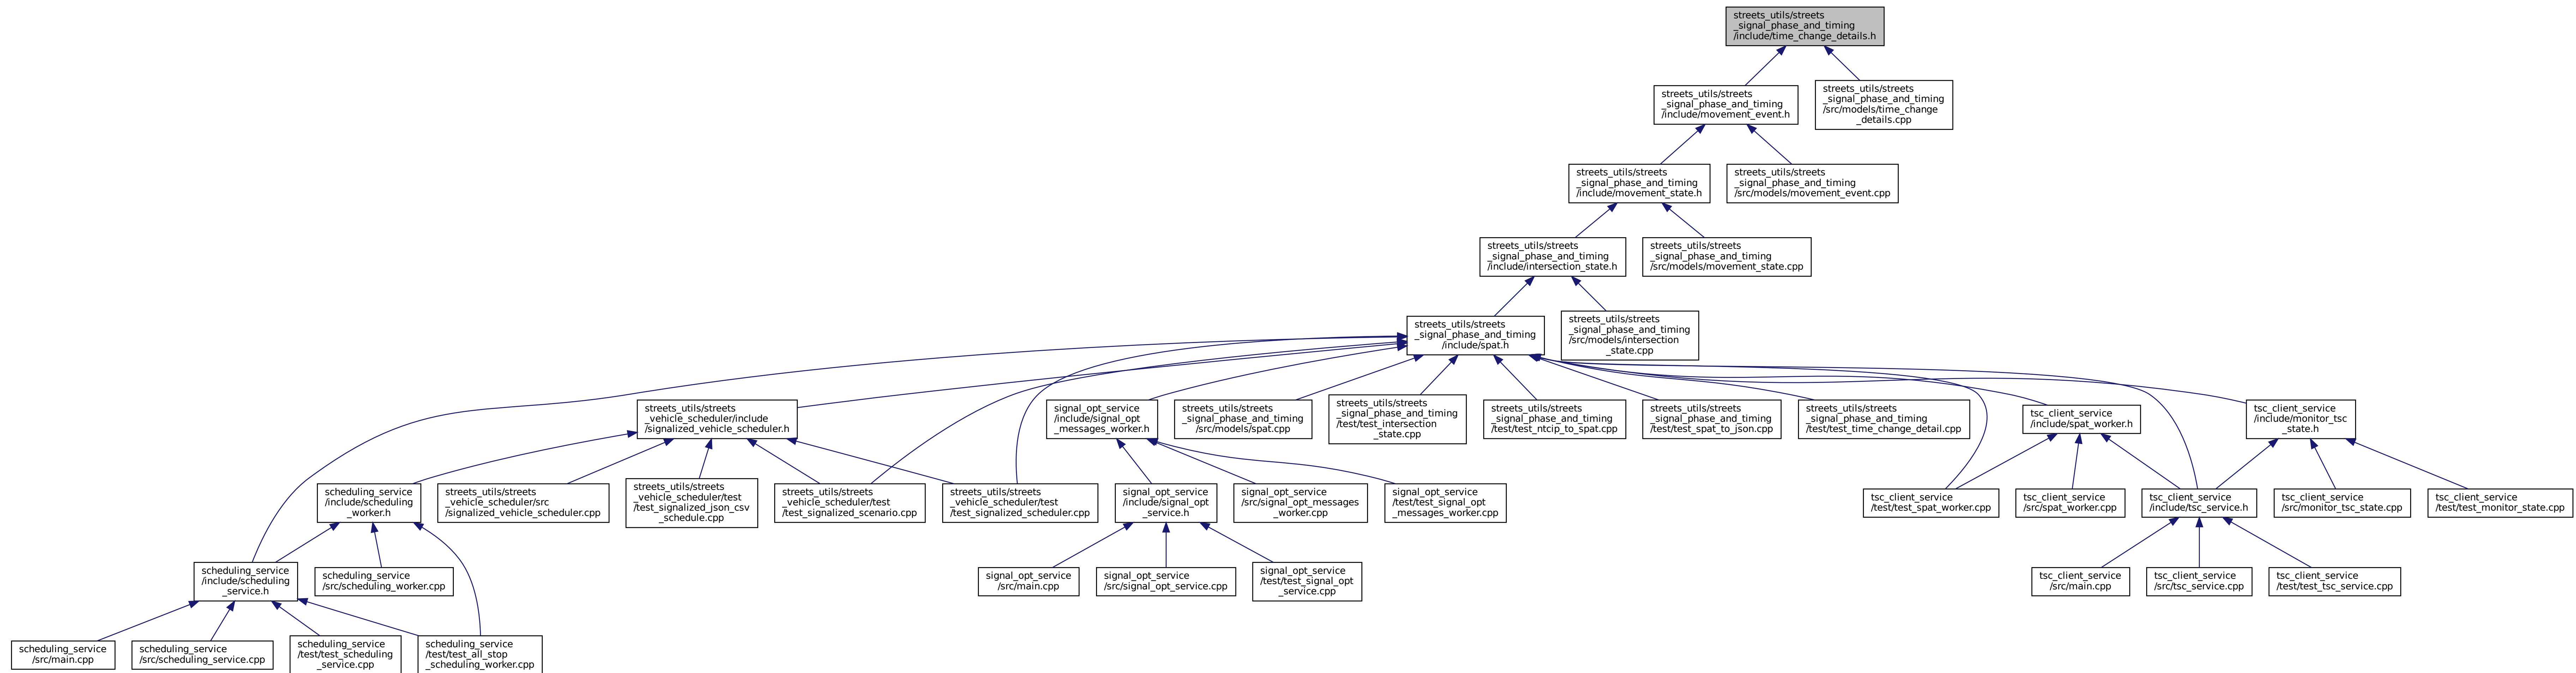 streets_utils/streets
_signal_phase_and_timing
/include/time_change_details.h
streets_utils/streets
_signal_phase_and_timing
/include/movement_event.h
streets_utils/streets
_signal_phase_and_timing
/src/models/time_change
_details.cpp
streets_utils/streets
_signal_phase_and_timing
/include/movement_state.h
streets_utils/streets
_signal_phase_and_timing
/src/models/movement_event.cpp
streets_utils/streets
_signal_phase_and_timing
/include/intersection_state.h
streets_utils/streets
_signal_phase_and_timing
/src/models/movement_state.cpp
streets_utils/streets
_signal_phase_and_timing
/include/spat.h
streets_utils/streets
_signal_phase_and_timing
/src/models/intersection
_state.cpp
streets_utils/streets
_vehicle_scheduler/include
/signalized_vehicle_scheduler.h
signal_opt_service
/include/signal_opt
_messages_worker.h
streets_utils/streets
_signal_phase_and_timing
/src/models/spat.cpp
streets_utils/streets
_signal_phase_and_timing
/test/test_intersection
_state.cpp
streets_utils/streets
_signal_phase_and_timing
/test/test_ntcip_to_spat.cpp
streets_utils/streets
_signal_phase_and_timing
/test/test_spat_to_json.cpp
streets_utils/streets
_signal_phase_and_timing
/test/test_time_change_detail.cpp
tsc_client_service
/include/spat_worker.h
tsc_client_service
/include/monitor_tsc
_state.h
scheduling_service
/include/scheduling
_worker.h
streets_utils/streets
_vehicle_scheduler/src
/signalized_vehicle_scheduler.cpp
streets_utils/streets
_vehicle_scheduler/test
/test_signalized_json_csv
_schedule.cpp
streets_utils/streets
_vehicle_scheduler/test
/test_signalized_scenario.cpp
streets_utils/streets
_vehicle_scheduler/test
/test_signalized_scheduler.cpp
signal_opt_service
/include/signal_opt
_service.h
signal_opt_service
/src/signal_opt_messages
_worker.cpp
signal_opt_service
/test/test_signal_opt
_messages_worker.cpp
tsc_client_service
/test/test_spat_worker.cpp
tsc_client_service
/src/spat_worker.cpp
tsc_client_service
/include/tsc_service.h
tsc_client_service
/src/monitor_tsc_state.cpp
tsc_client_service
/test/test_monitor_state.cpp
scheduling_service
/include/scheduling
_service.h
scheduling_service
/src/scheduling_worker.cpp
signal_opt_service
/src/main.cpp
signal_opt_service
/src/signal_opt_service.cpp
signal_opt_service
/test/test_signal_opt
_service.cpp
tsc_client_service
/src/main.cpp
tsc_client_service
/src/tsc_service.cpp
tsc_client_service
/test/test_tsc_service.cpp
scheduling_service
/src/main.cpp
scheduling_service
/src/scheduling_service.cpp
scheduling_service
/test/test_scheduling
_service.cpp
scheduling_service
/test/test_all_stop
_scheduling_worker.cpp